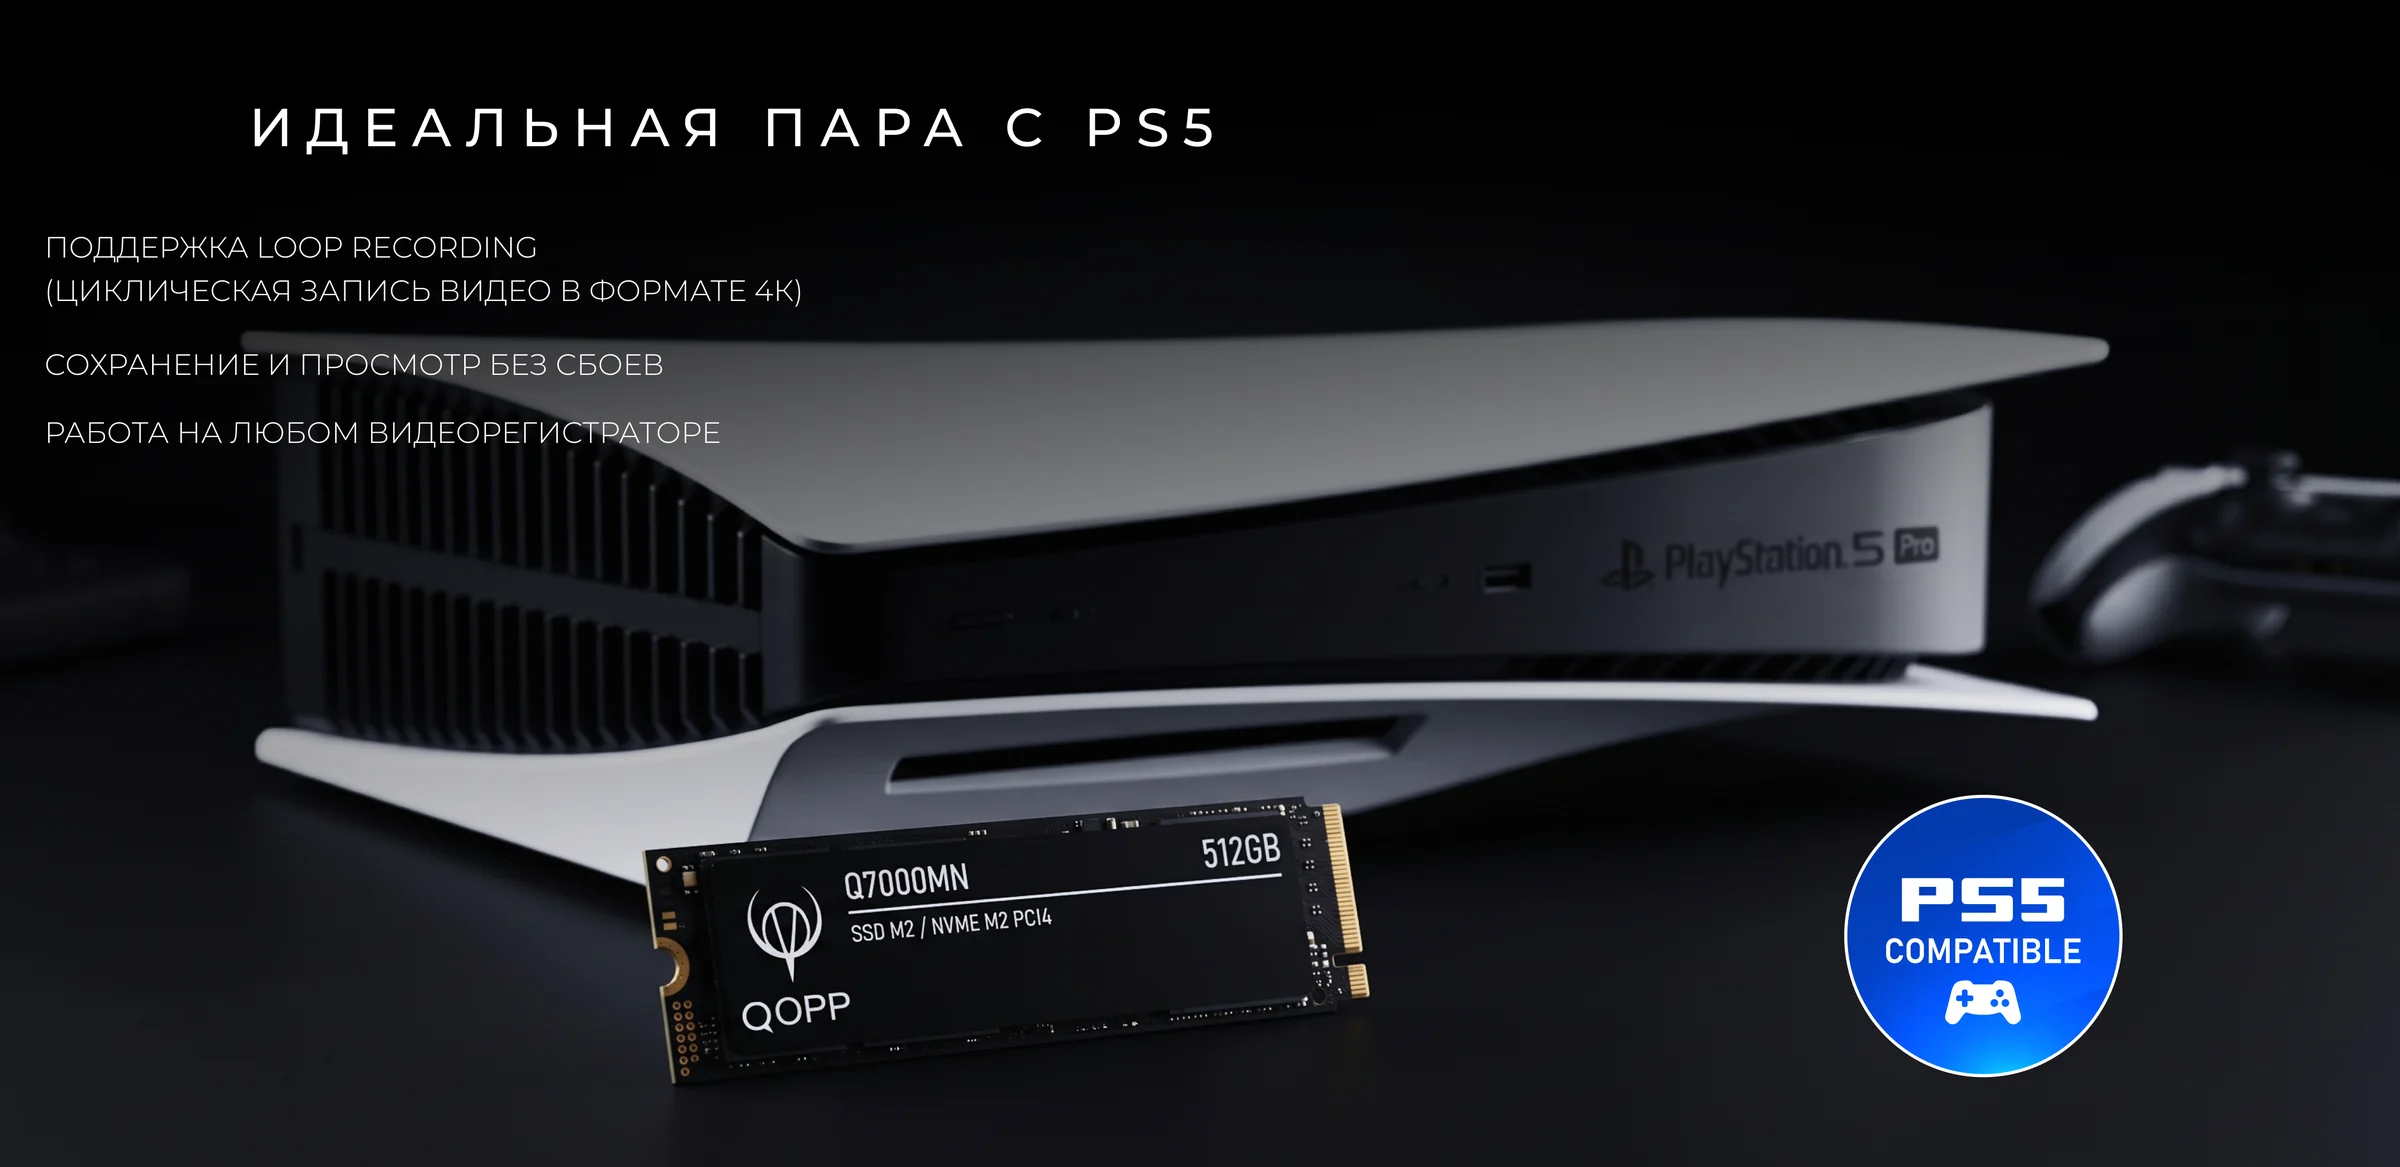 ИДЕАЛЬНАЯ ПАРА С PS5
ПОДДЕРЖКА LOOP RECORDING
(ЦИКЛИЧЕСКАЯ ЗАПИСЬ ВИДЕО В ФОРМАТЕ 4К)
СОХРАНЕНИЕ И ПРОСМОТР БЕЗ СБОЕВ
РАБОТА НА ЛЮБОМ ВИДЕОРЕГИСТРАТОРЕ
PlayStation.5 Pro
Q7000MN 512GB
SSD M2 / NVME M2 PCI4
QOPP
PS5
COMPATIBLE